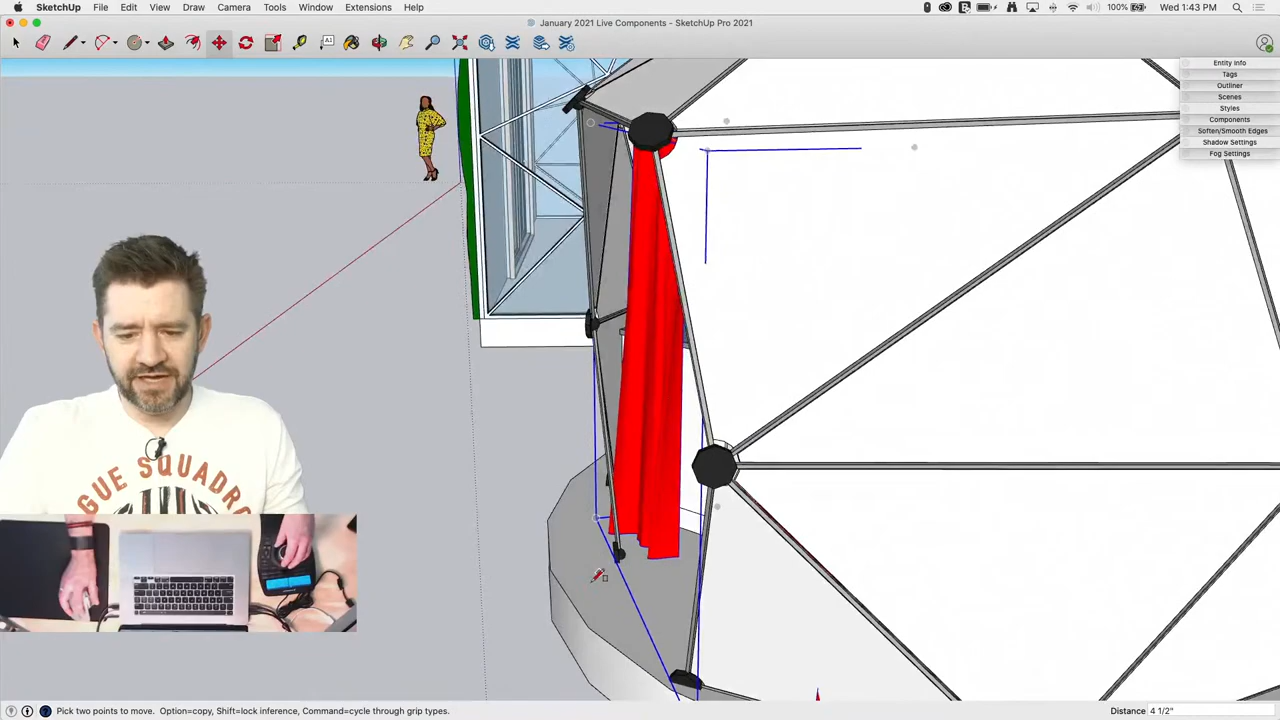 SketchUp File Edit View Draw Camera Tools Window Extensions Help
100% Wed 1:43 PM
January 2021 Live Components - SketchUp Pro 2021
Entity Info
Tags
Outliner
Scenes
Styles
Components
Soften/Smooth Edges
Shadow Settings
Fog Settings
GUE SQUADRO
Pick two points to move. Option=copy, Shift=lock inference, Command=cycle through grip types.
Distance 4 1/2"